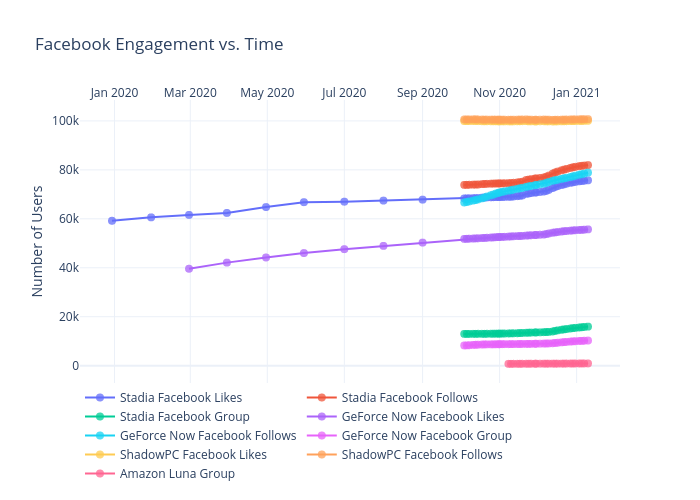 Facebook Engagement vs. Time
Jan 2020 Mar 2020 May 2020 Jul 2020 Sep 2020 Nov 2020 Jan 2021
100k
80k
60k
40k
20k
0
Number of Users
Stadia Facebook Likes Stadia Facebook Follows
Stadia Facebook Group GeForce Now Facebook Likes
GeForce Now Facebook Follows GeForce Now Facebook Group
ShadowPC Facebook Likes ShadowPC Facebook Follows
Amazon Luna Group